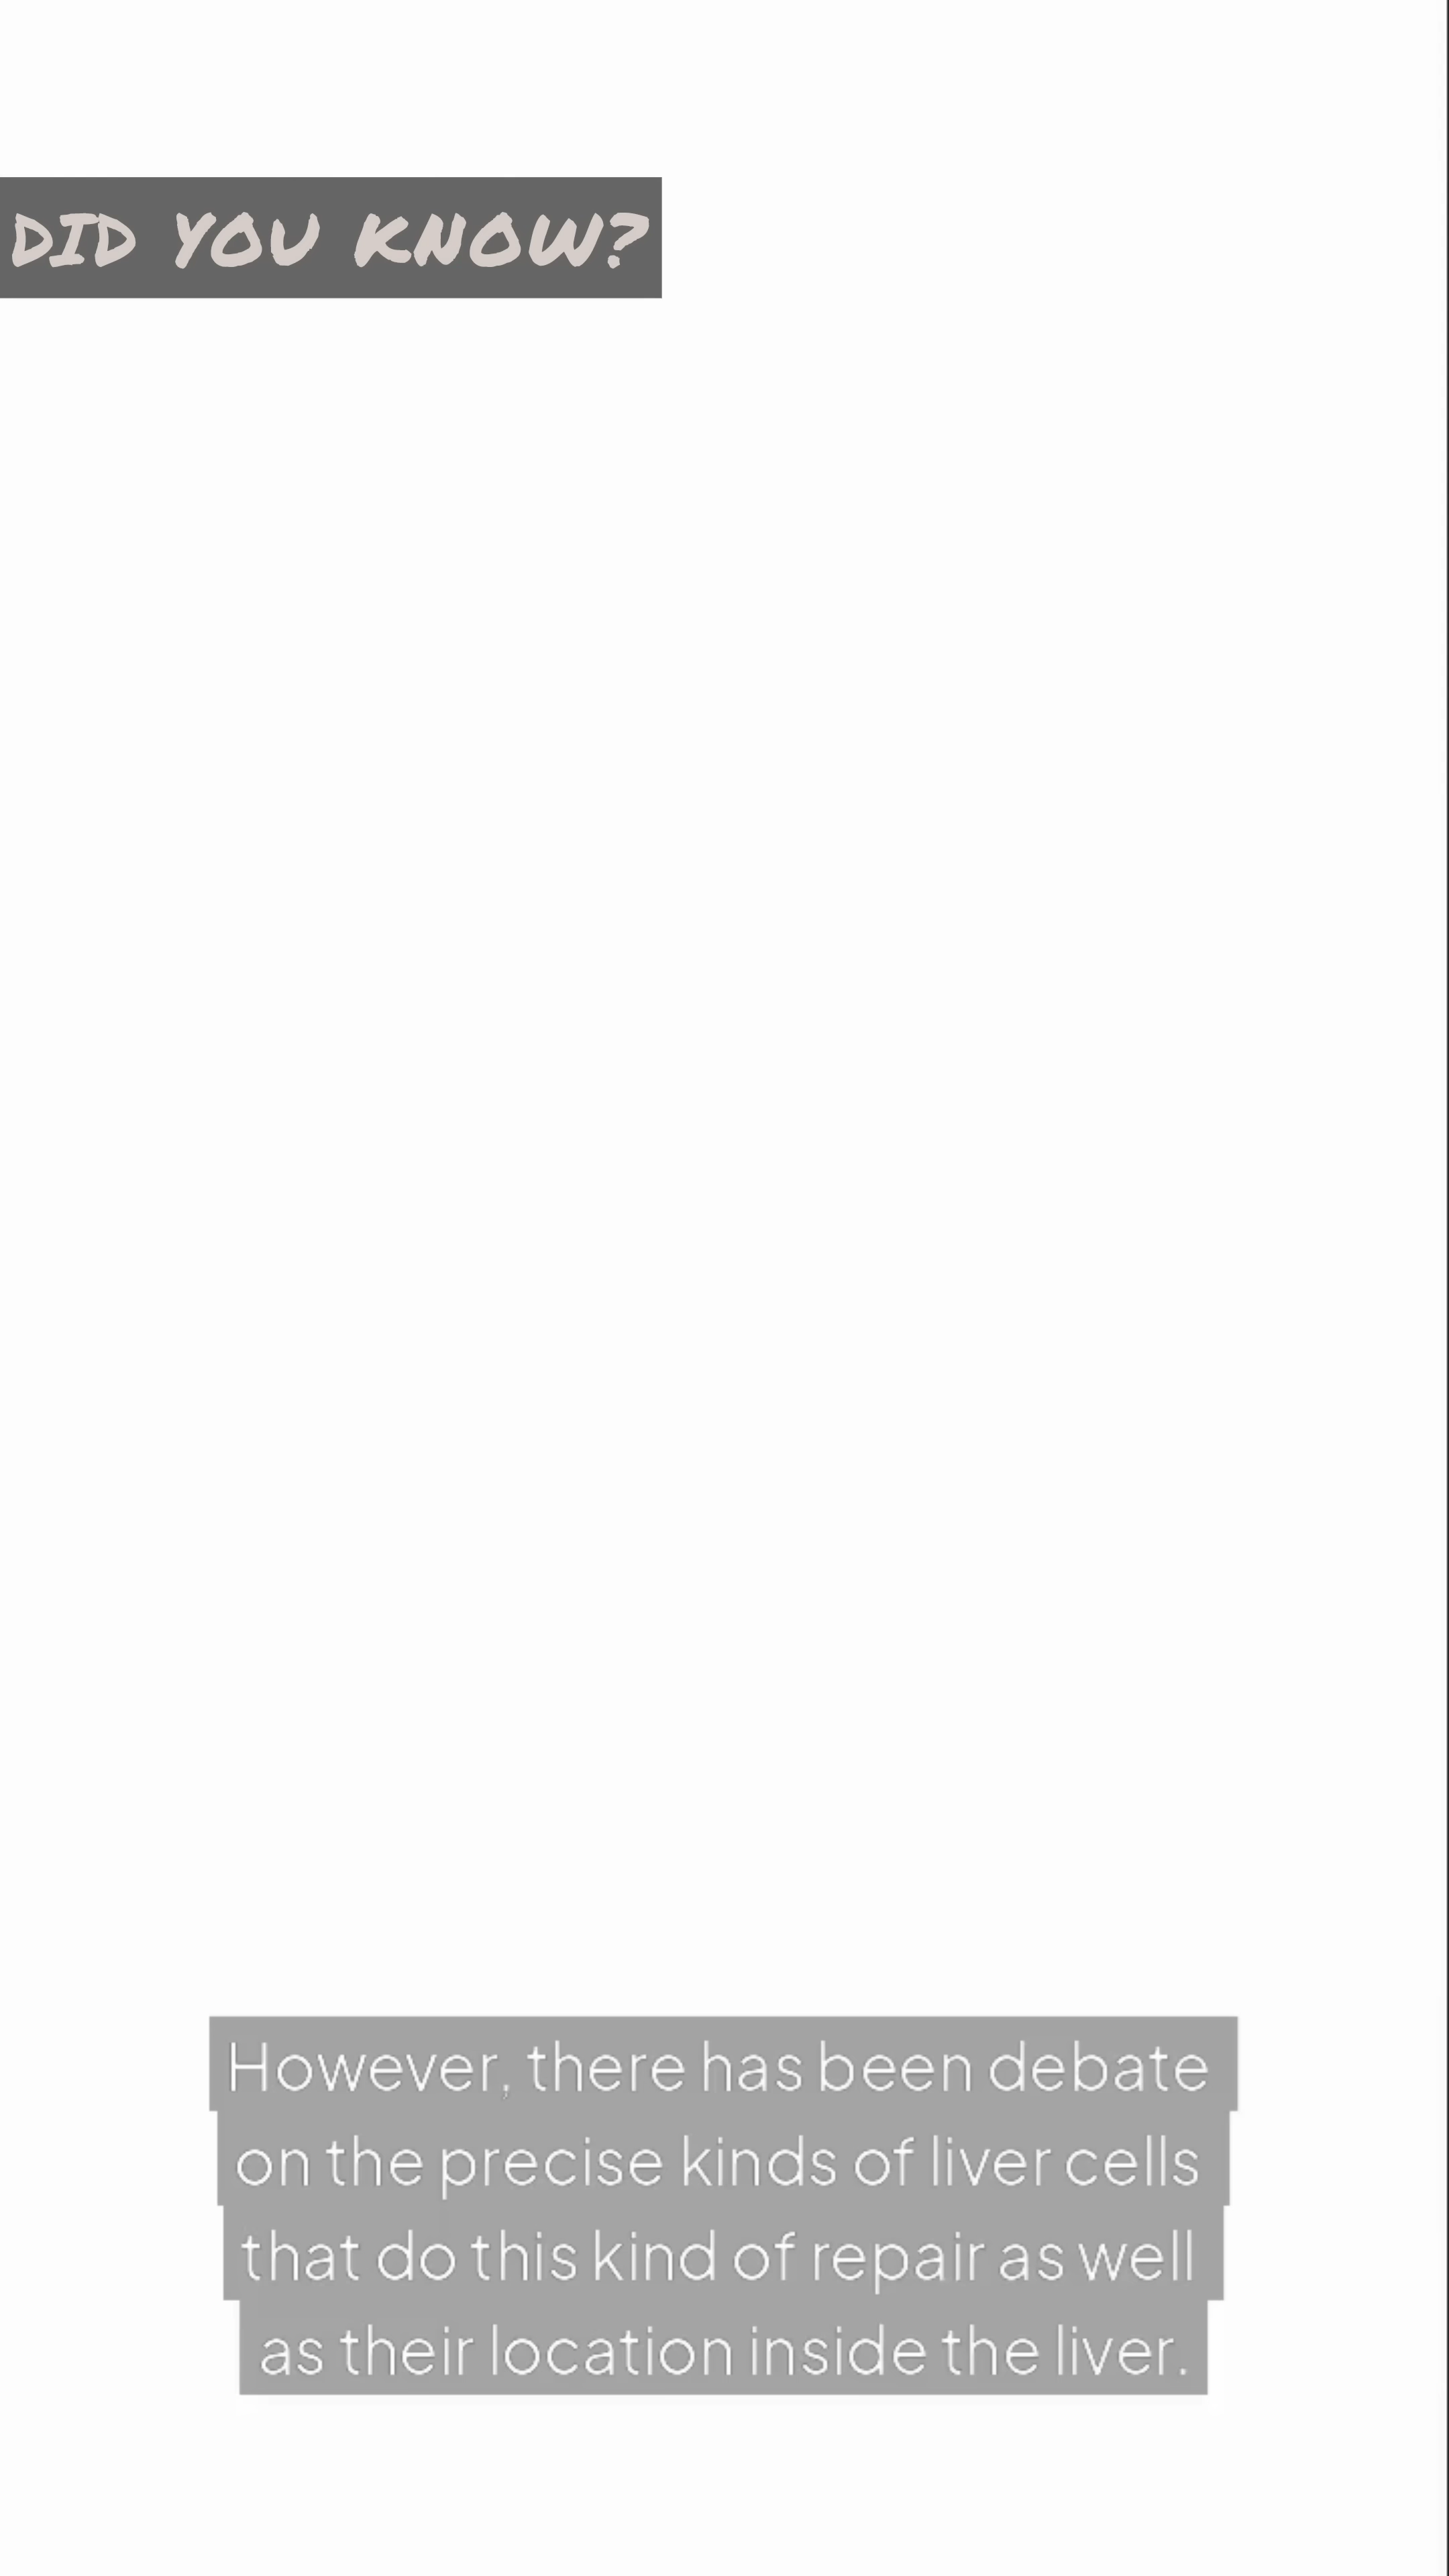 DID YOU KNOW?
However, there has been debate
on the precise kinds of liver cells
that do this kind of repair as well
as their location inside the liver.